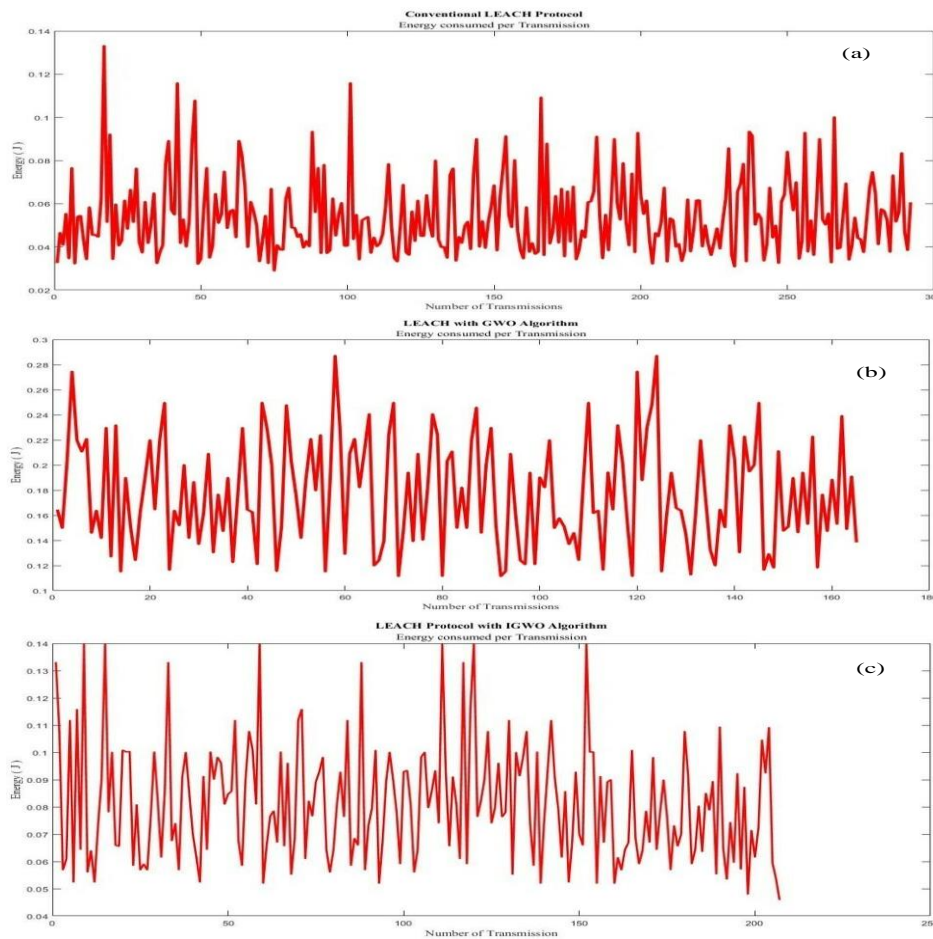 Conventional LEACH Protocol
Energy consumed per Transmission
(a)
Energy (J)
0.14
0.12
0.1
0.08
0.06
0.04
0.02
0 50 100 150 200 250 300
Number of Transmissions
LEACH with GWO Algorithm
Energy consumed per Transmission
(b)
Energy (J)
0.3
0.28
0.26
0.24
0.22
0.2
0.18
0.16
0.14
0.12
0.1
0 20 40 60 80 100 120 140 160 180
Number of Transmissions
LEACH Protocol with IGWO Algorithm
Energy consumed per Transmission
(c)
Energy (J)
0.14
0.13
0.12
0.11
0.1
0.09
0.08
0.07
0.06
0.05
0.04
0 50 100 150 200 250
Number of Transmission